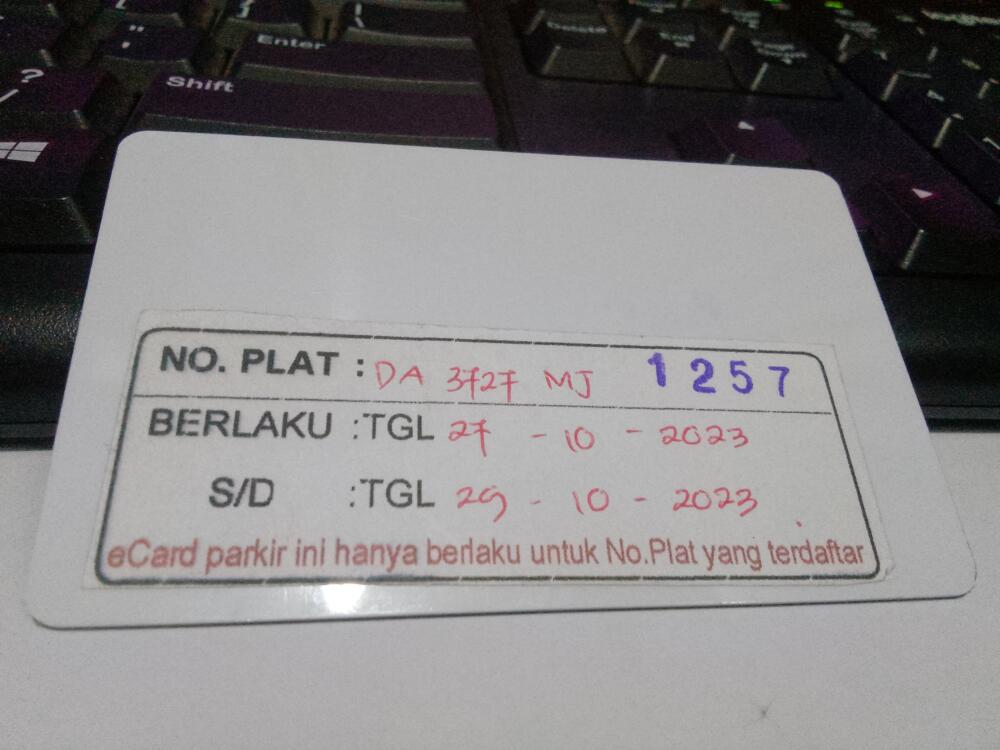 Enter
Shift
?
/
NO. PLAT : DA 3727 MJ 1257
BERLAKU :TGL 27 - 10 - 2023
S/D :TGL 29 - 10 - 2023
eCard parkir ini hanya berlaku untuk No.Plat yang terdaftar